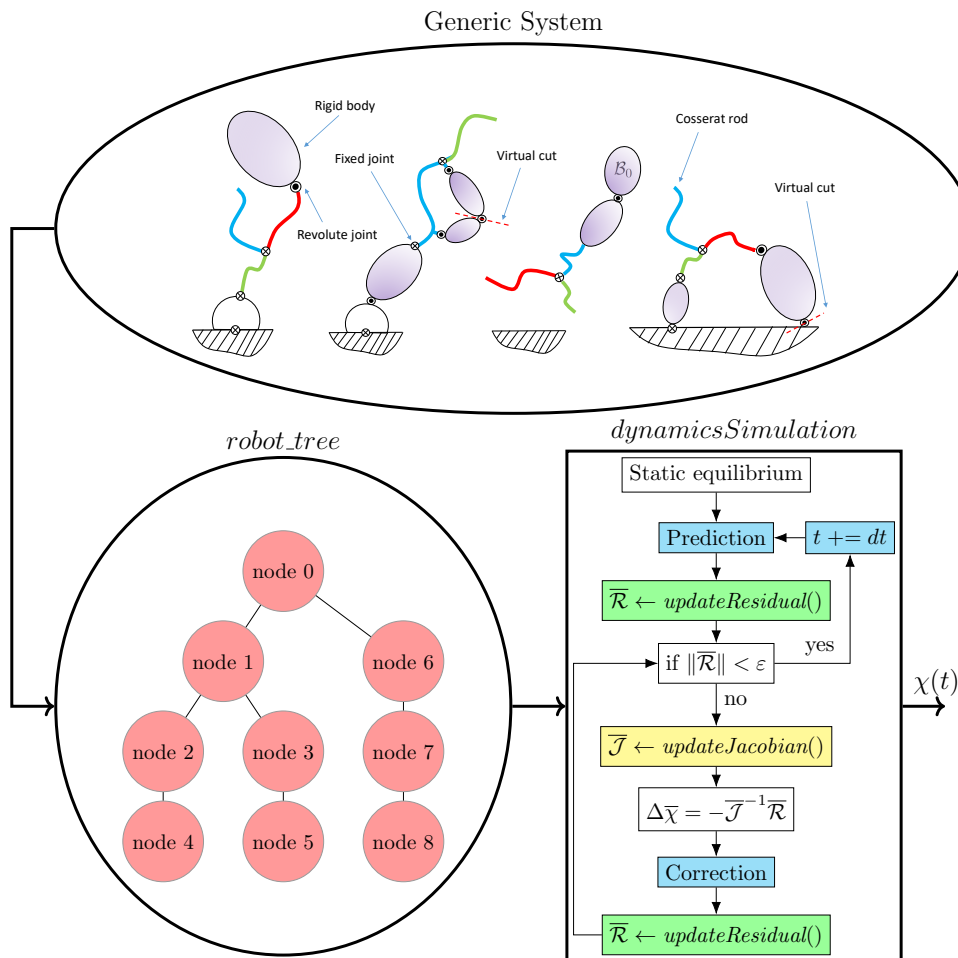 Generic System
Rigid body
Cosserat rod
Fixed joint
Virtual cut
B₀
Virtual cut
Revolute joint
robot_tree
dynamicsSimulation
Static equilibrium
Prediction
t += dt
node 0
R̅ ← updateResidual()
yes
node 1
node 6
if ‖R̅‖ < ε
χ(t)
no
node 2
node 3
node 7
J̅ ← updateJacobian()
Δχ̅ = −J̅⁻¹R̅
node 4
node 5
node 8
Correction
R̅ ← updateResidual()